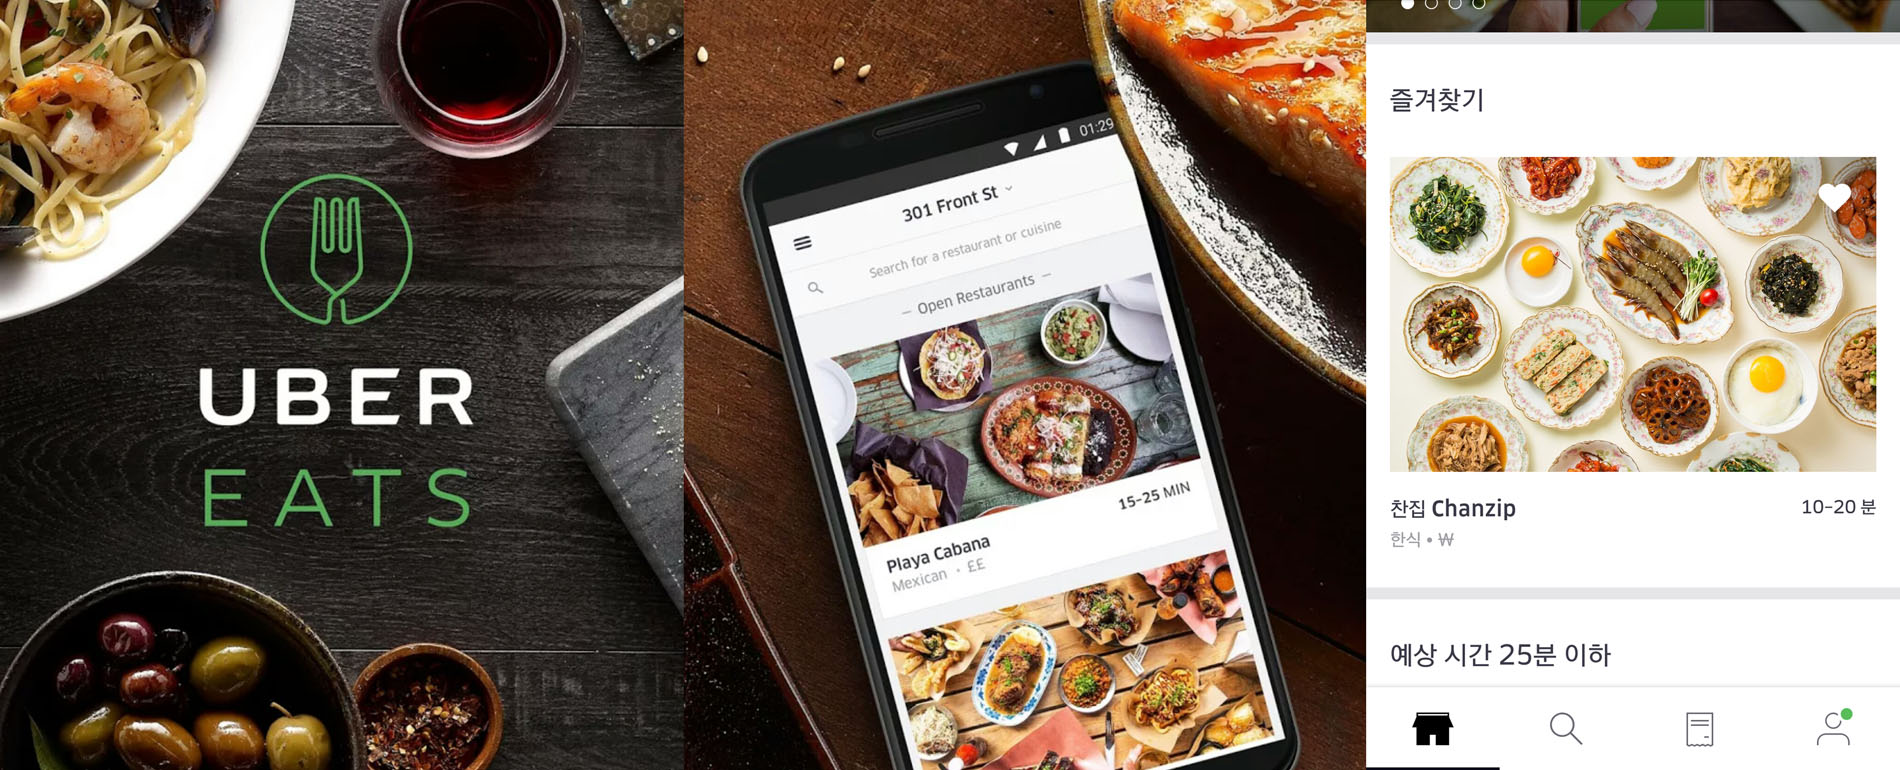 UBER
EATS
01:29
301 Front St
Search for a restaurant or cuisine
– Open Restaurants –
15-25 MIN
Playa Cabana
Mexican • ££
즐겨찾기
찬집 Chanzip
10-20 분
한식 • ₩
예상 시간 25분 이하